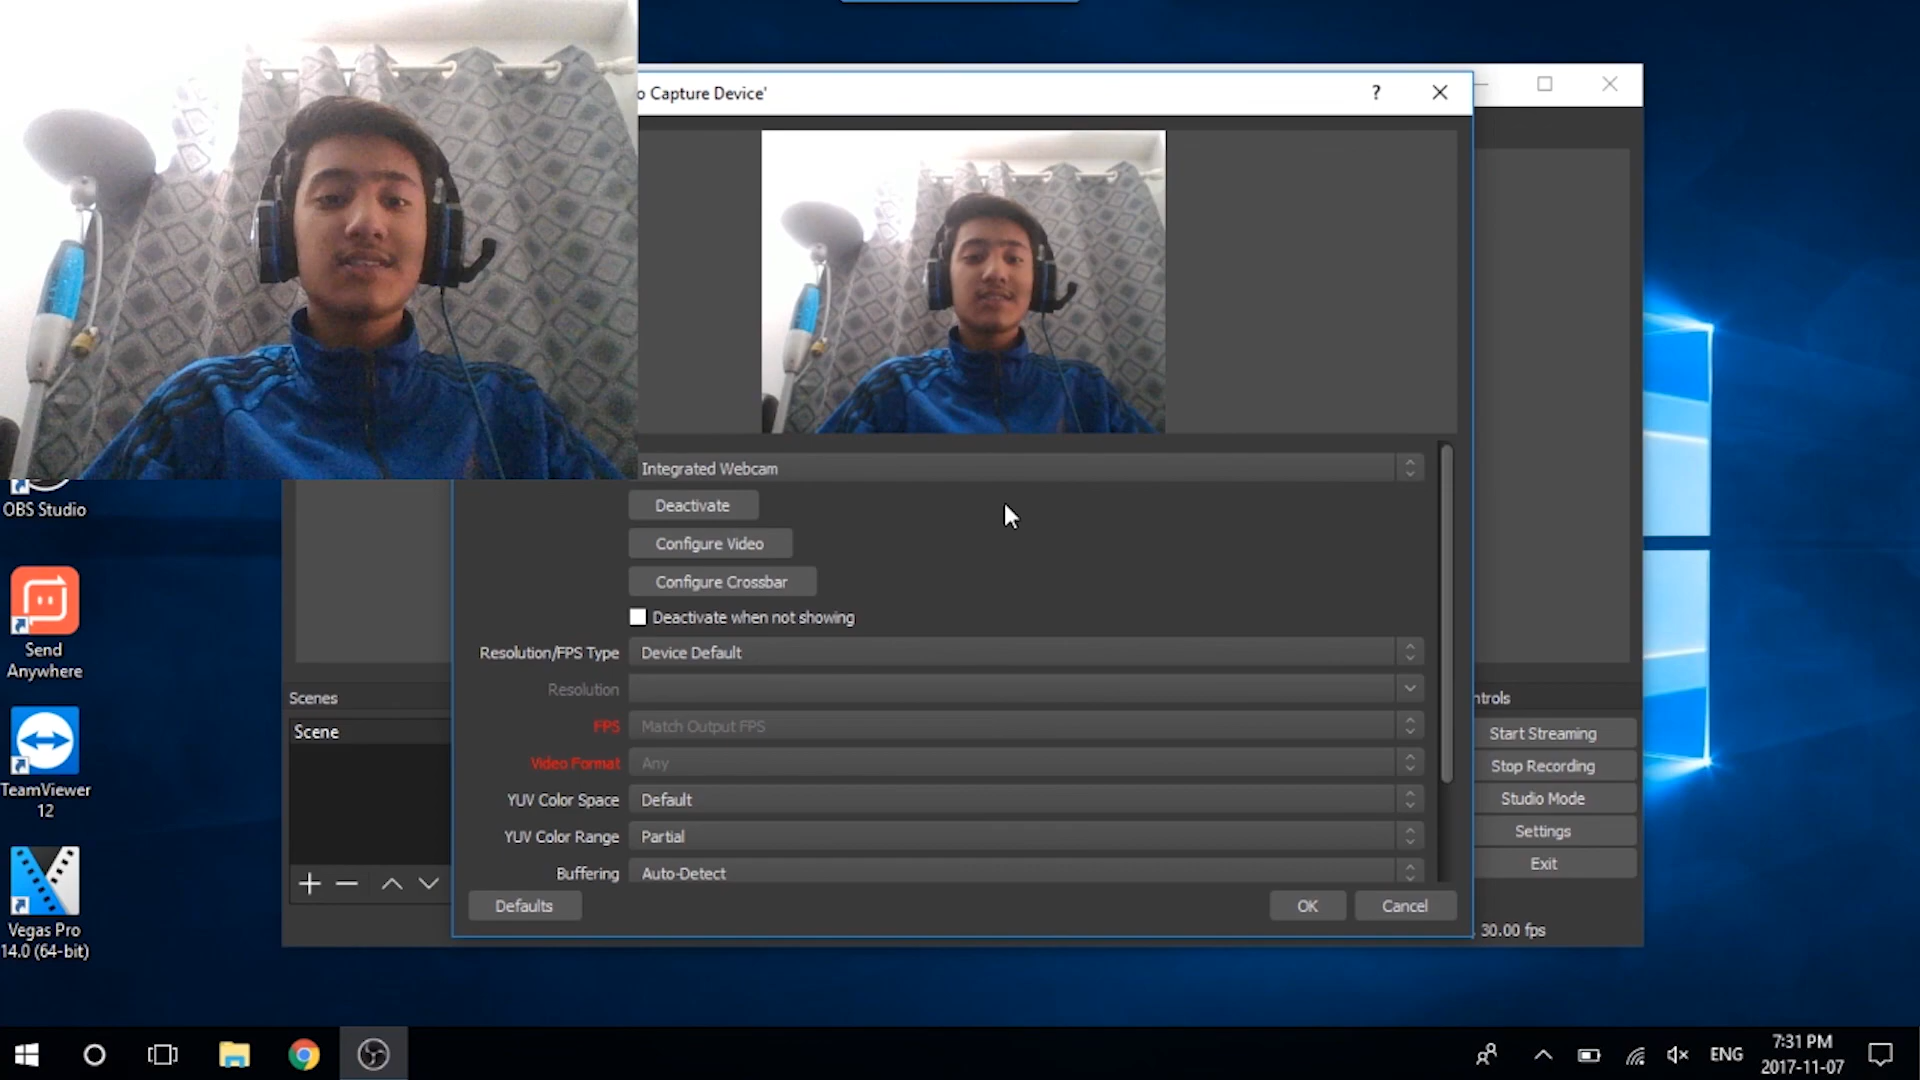 o Capture Device'
?
Integrated Webcam
Deactivate
Configure Video
Configure Crossbar
Deactivate when not showing
Resolution/FPS Type
Device Default
Resolution
FPS
Match Output FPS
Video Format
Any
YUV Color Space
Default
YUV Color Range
Partial
Buffering
Auto-Detect
Defaults
OK
Cancel
Scenes
Scene
ntrols
Start Streaming
Stop Recording
Studio Mode
Settings
Exit
30.00 fps
OBS Studio
Send
Anywhere
TeamViewer
12
Vegas Pro
14.0 (64-bit)
ENG
7:31 PM
2017-11-07